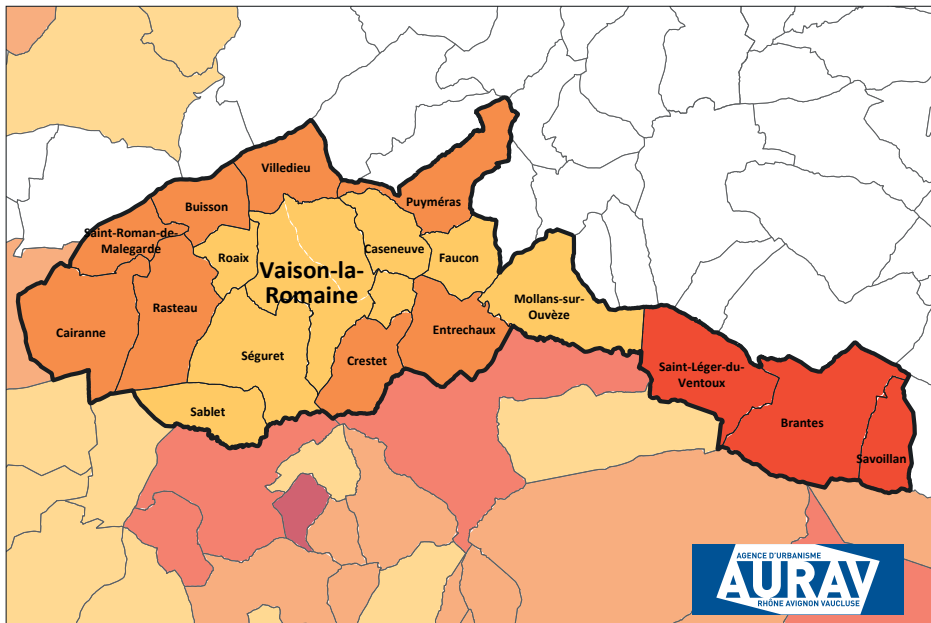 Villedieu
Puyméras
Buisson
Saint-Roman-de-
Malegarde
Roaix
Caseneuve
Faucon
Vaison-la-
Romaine
Mollans-sur-
Ouvèze
Rasteau
Cairanne
Entrechaux
Séguret
Crestet
Saint-Léger-du-
Ventoux
Sablet
Brantes
Savoillan
AGENCE D'URBANISME
AURAV
RHÔNE AVIGNON VAUCLUSE